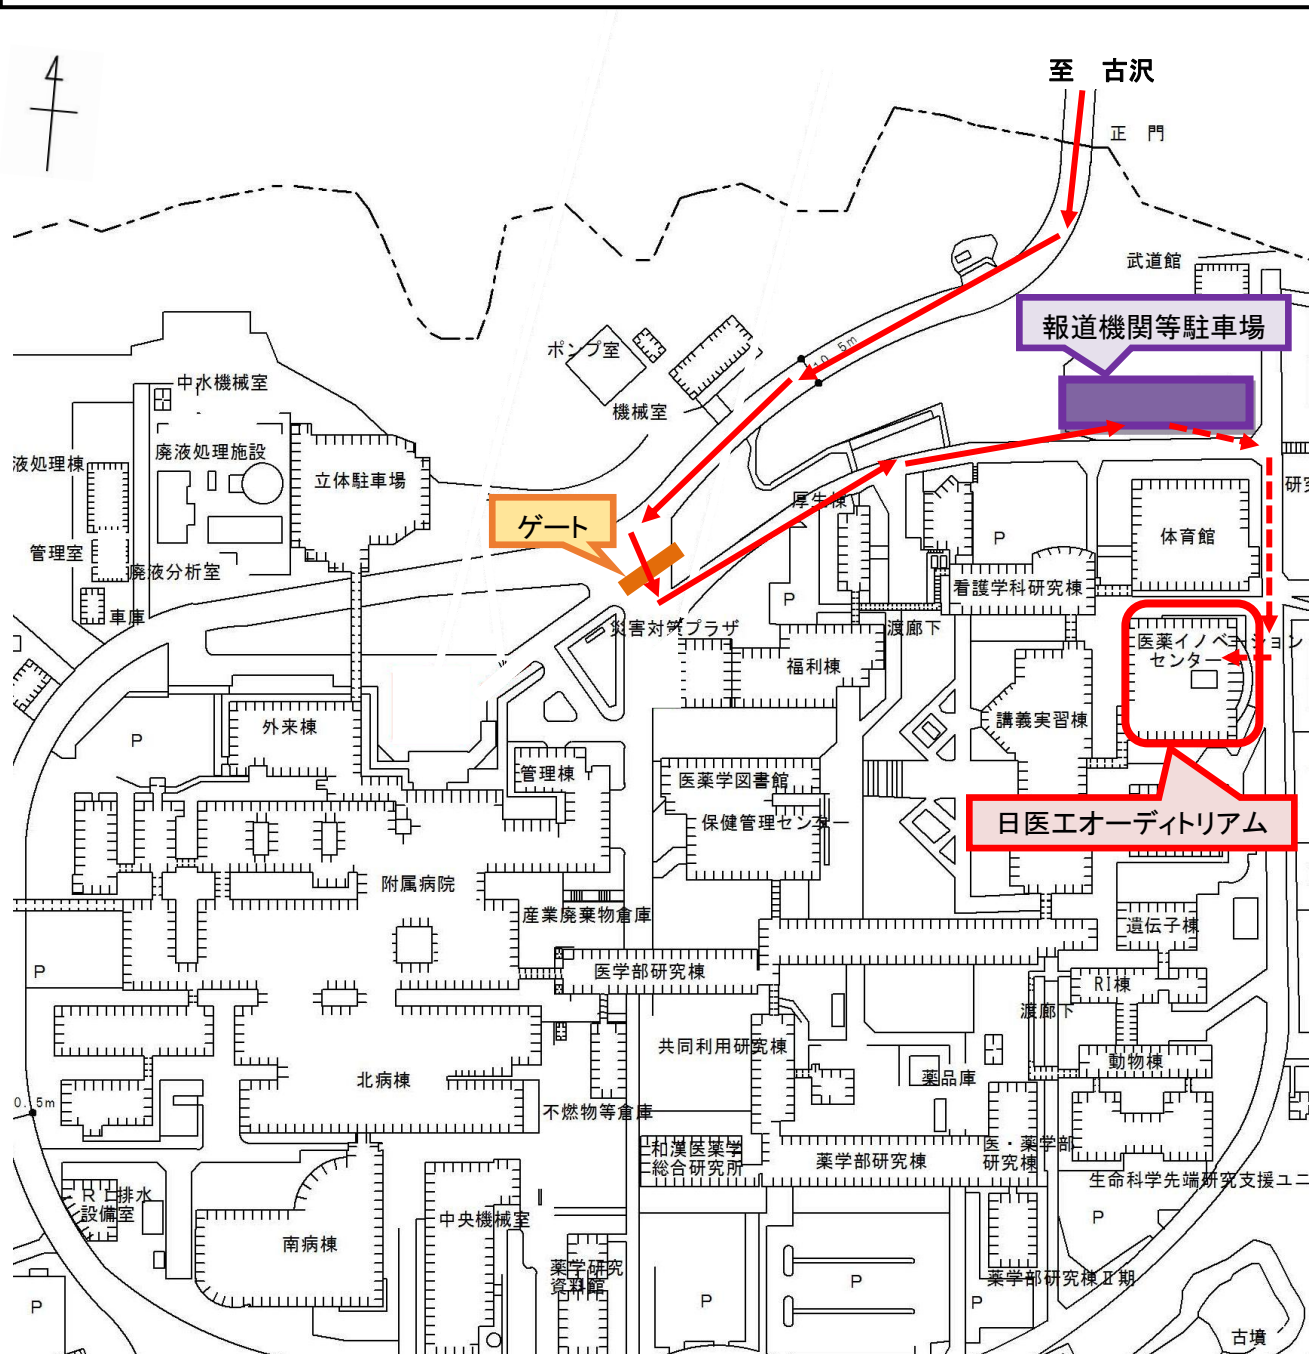 至 古沢
正 門
武道館
報道機関等駐車場
10.5m
ポンプ室
機械室
中水機械室
廃液処理施設
液処理棟
立体駐車場
研究
厚生棟
ゲート
P
体育館
管理室
廃液分析室
看護学科研究棟
車庫
P
災害対策プラザ
渡廊下
医薬イノベーション
センター
福利棟
外来棟
講義実習棟
P
管理棟
医薬学図書館
保健管理センター
日医工オーディトリアム
附属病院
産業廃棄物倉庫
遺伝子棟
P
医学部研究棟
RI棟
渡廊下
共同利用研究棟
動物棟
北病棟
薬品庫
0.5m
不燃物等倉庫
和漢医薬学
総合研究所
薬学部研究棟
医・薬学部
研究棟
生命科学先端研究支援ユニ
RI排水
設備室
中央機械室
P
南病棟
薬学研究
資料館
P
薬学部研究棟Ⅱ期
P
P
P
古墳